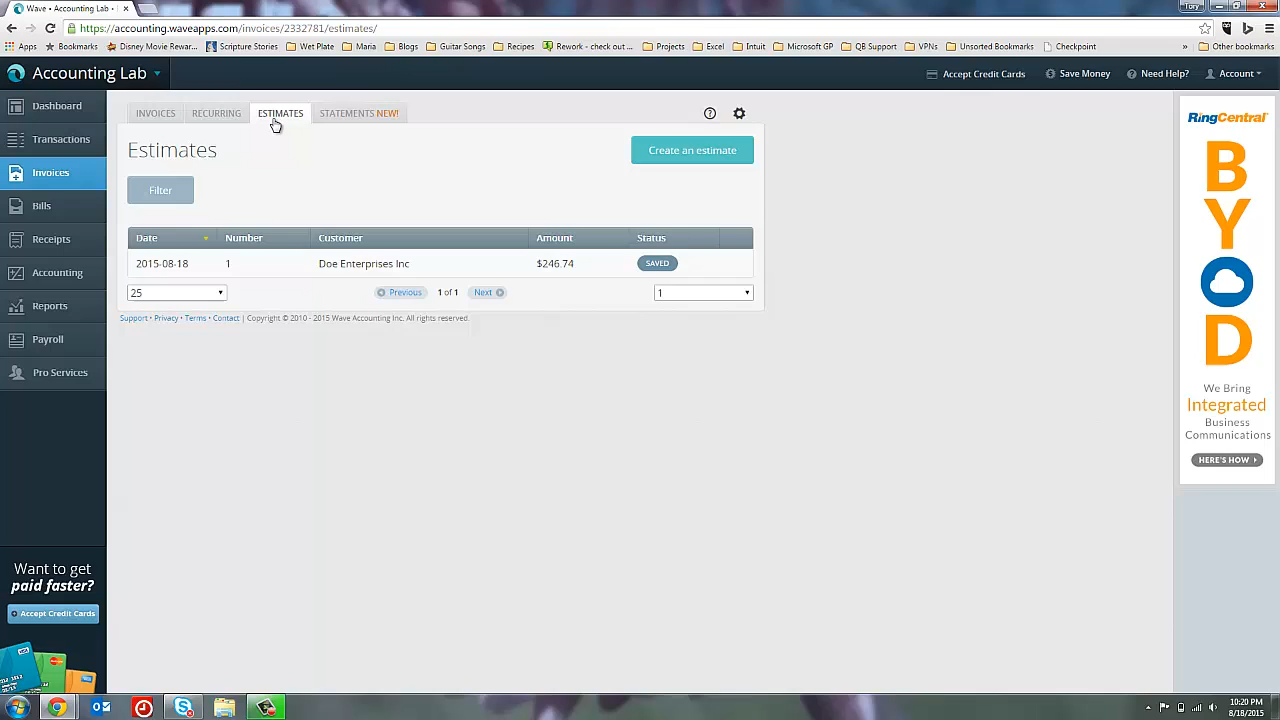 Wave - Accounting Lab ×
Tory
https://accounting.waveapps.com/invoices/2332781/estimates/
Apps Bookmarks Disney Movie Rewar... Scripture Stories Wet Plate Maria Blogs Guitar Songs Recipes Rework - check out ... Projects Excel Intuit Microsoft GP QB Support VPNs Unsorted Bookmarks Checkpoint » Other bookmarks
Accounting Lab
Accept Credit Cards Save Money Need Help? Account
Dashboard
Transactions
Invoices
Bills
Receipts
Accounting
Reports
Payroll
Pro Services
Want to get
paid faster?
Accept Credit Cards
INVOICES RECURRING ESTIMATES STATEMENTS NEW!
Estimates
Create an estimate
Filter
Date Number Customer Amount Status
2015-08-18 1 Doe Enterprises Inc $246.74 SAVED
25 Previous 1 of 1 Next 1
Support • Privacy • Terms • Contact | Copyright © 2010 - 2015 Wave Accounting Inc. All rights reserved.
RingCentral
B
Y
O
D
We Bring
Integrated
Business
Communications
HERE'S HOW
10:20 PM
8/18/2015